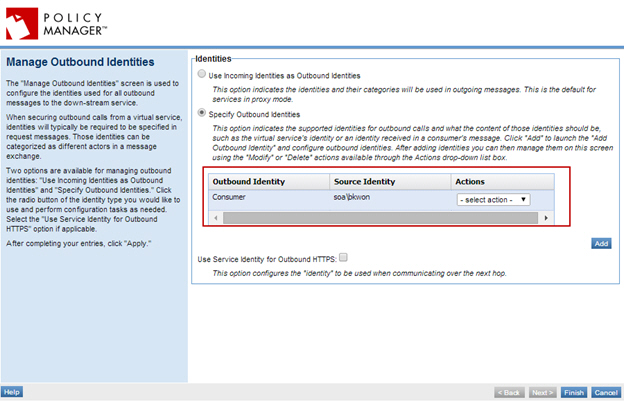 POLICY
MANAGER™
Manage Outbound Identities
The "Manage Outbound Identities" screen is used to
configure the identities used for all outbound
messages to the down-stream service.
When securing outbound calls from a virtual service,
identities will typically be required to be specified in
request messages. Those identities can be
categorized as different actors in a message
exchange.
Two options are available for managing outbound
identities: "Use Incoming Identities as Outbound
Identities" and "Specify Outbound Identities." Click
the radio button of the identity type you would like to
use and perform configuration tasks as needed.
Select the "Use Service Identity for Outbound
HTTPS" option if applicable.
After completing your entries, click "Apply."
Identities
Use Incoming Identities as Outbound Identities
This option indicates the identities and their categories will be used in outgoing messages. This is the default for
services in proxy mode.
Specify Outbound Identities
This option indicates the supported identities for outbound calls and what the content of those identities should be,
such as the virtual service's identity or an identity received in a consumer's message. Click "Add" to launch the "Add
Outbound Identity" and configure outbound identities. After adding identities you can then manage them on this screen
using the "Modify" or "Delete" actions available through the Actions drop-down list box.
Outbound Identity Source Identity Actions
Consumer soa\bkwon - select action -
Add
Use Service Identity for Outbound HTTPS:
This option configures the "identity" to be used when communicating over the next hop.
Help < Back Next > Finish Cancel